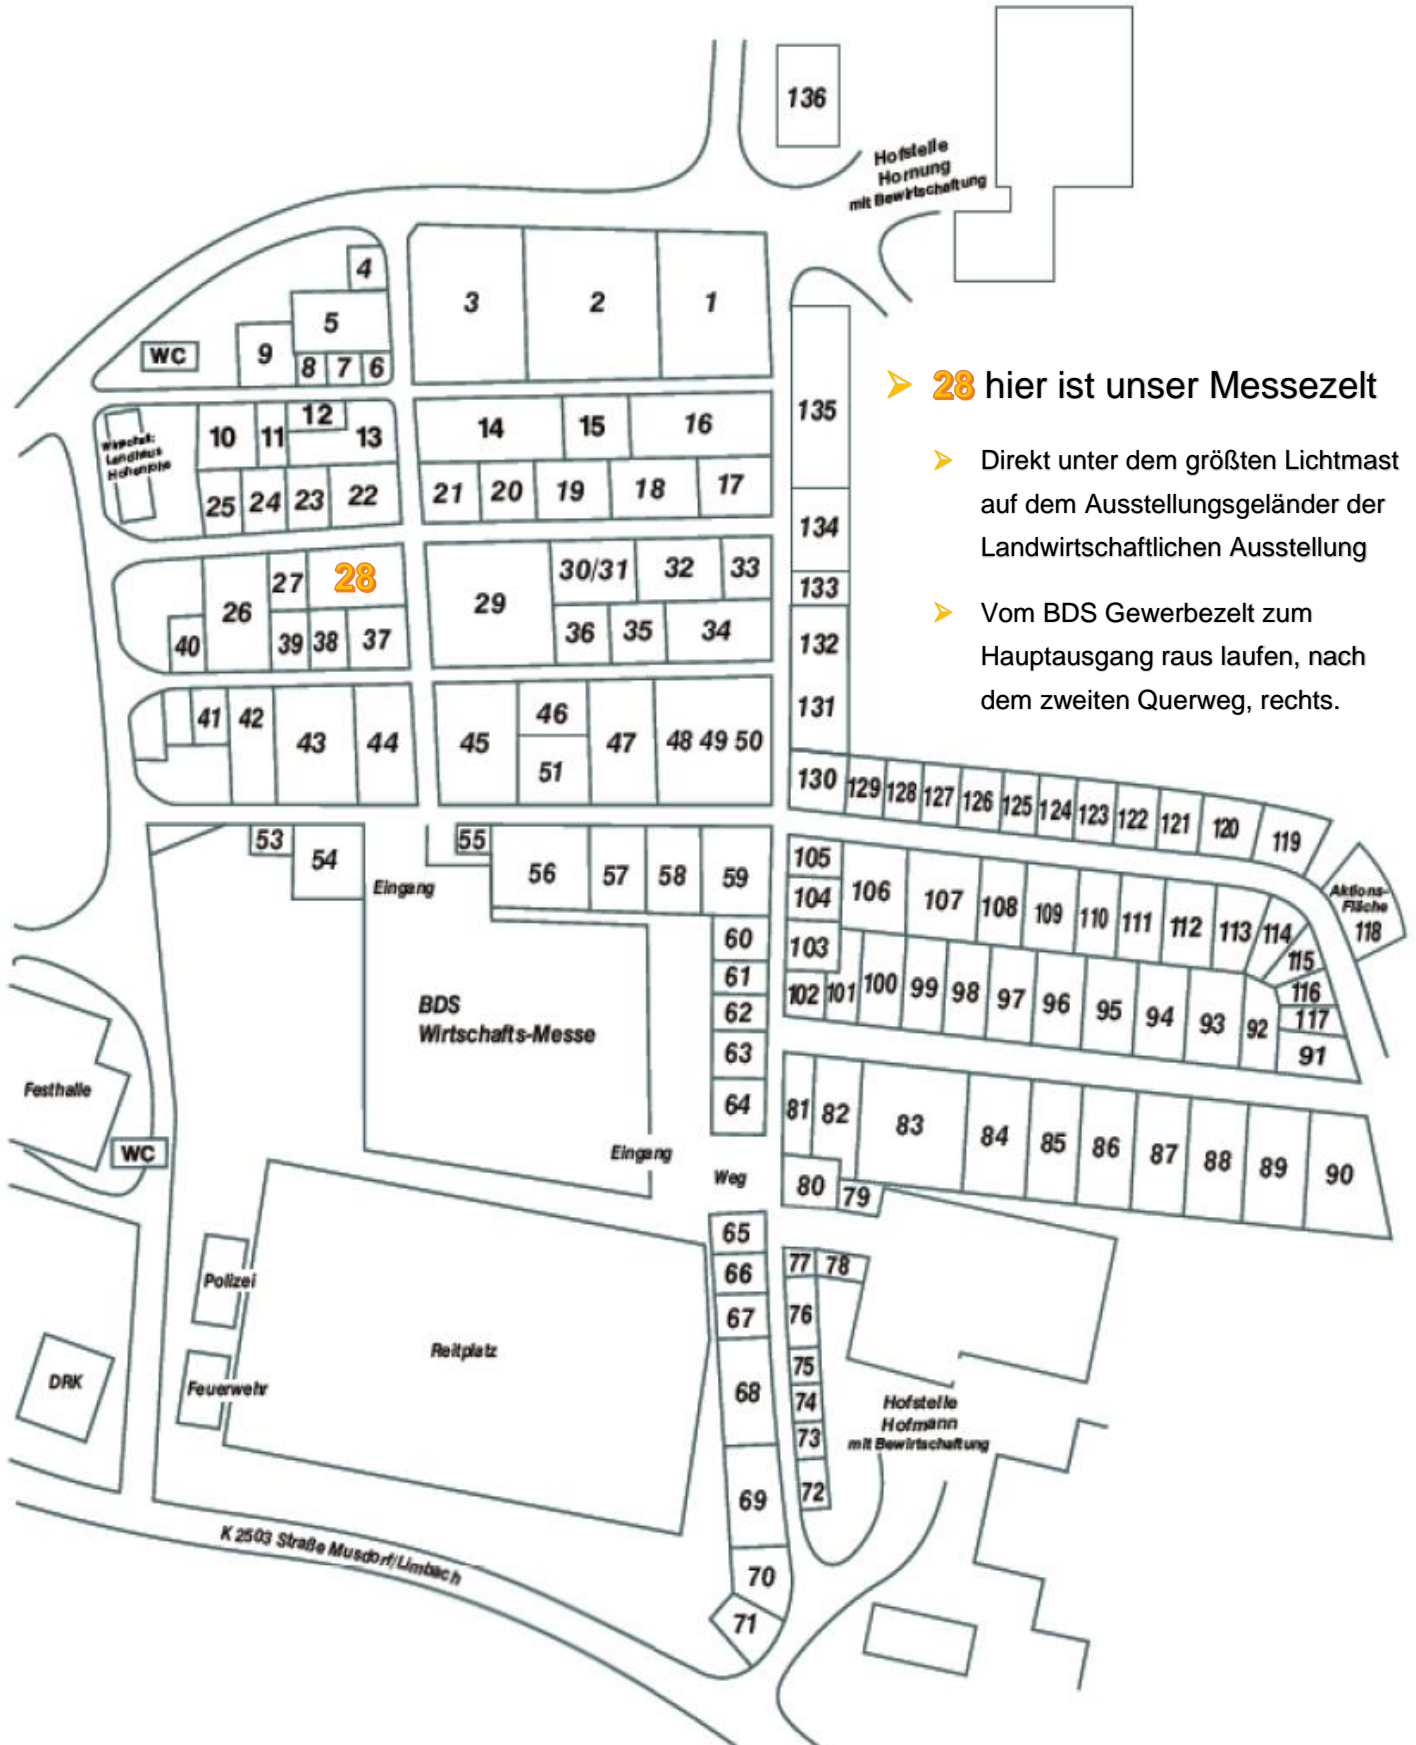 136
Hofstelle
Hornung
mit Bewirtschaftung
4
3
2
1
5
WC
9
8 7 6
135
28 hier ist unser Messezelt
12
10 11 13
14 15 16
Landhaus
Hohenlohe
Direkt unter dem größten Lichtmast
auf dem Ausstellungsgeländer der
Landwirtschaftlichen Ausstellung
25 24 23 22
21 20 19 18 17
134
133
27 28
29
30/31 32 33
26
40 39 38 37
36 35 34
132
Vom BDS Gewerbezelt zum
Hauptausgang raus laufen, nach
dem zweiten Querweg, rechts.
131
41 42 43 44
45 46 47 48 49 50
51
130 129 128 127 126 125 124 123 122 121 120 119
53 54
Eingang
55 56 57 58 59
105
104
103
106 107 108 109 110 111 112 113 114
115
116
117
Aktions-
Fläche
118
60
61
62
63
64
102 101 100 99 98 97 96 95 94 93 92 91
BDS
Wirtschafts-Messe
Festhalle
WC
81 82 83 84 85 86 87 88 89 90
80 79
Eingang
Weg
65
66
67
68
69
70
71
77 78
76
75
74
73
72
Polizei
Reitplatz
DRK
Feuerwehr
Hofstelle
Hofmann
mit Bewirtschaftung
K 2503 Straße Musdorf/Limbach